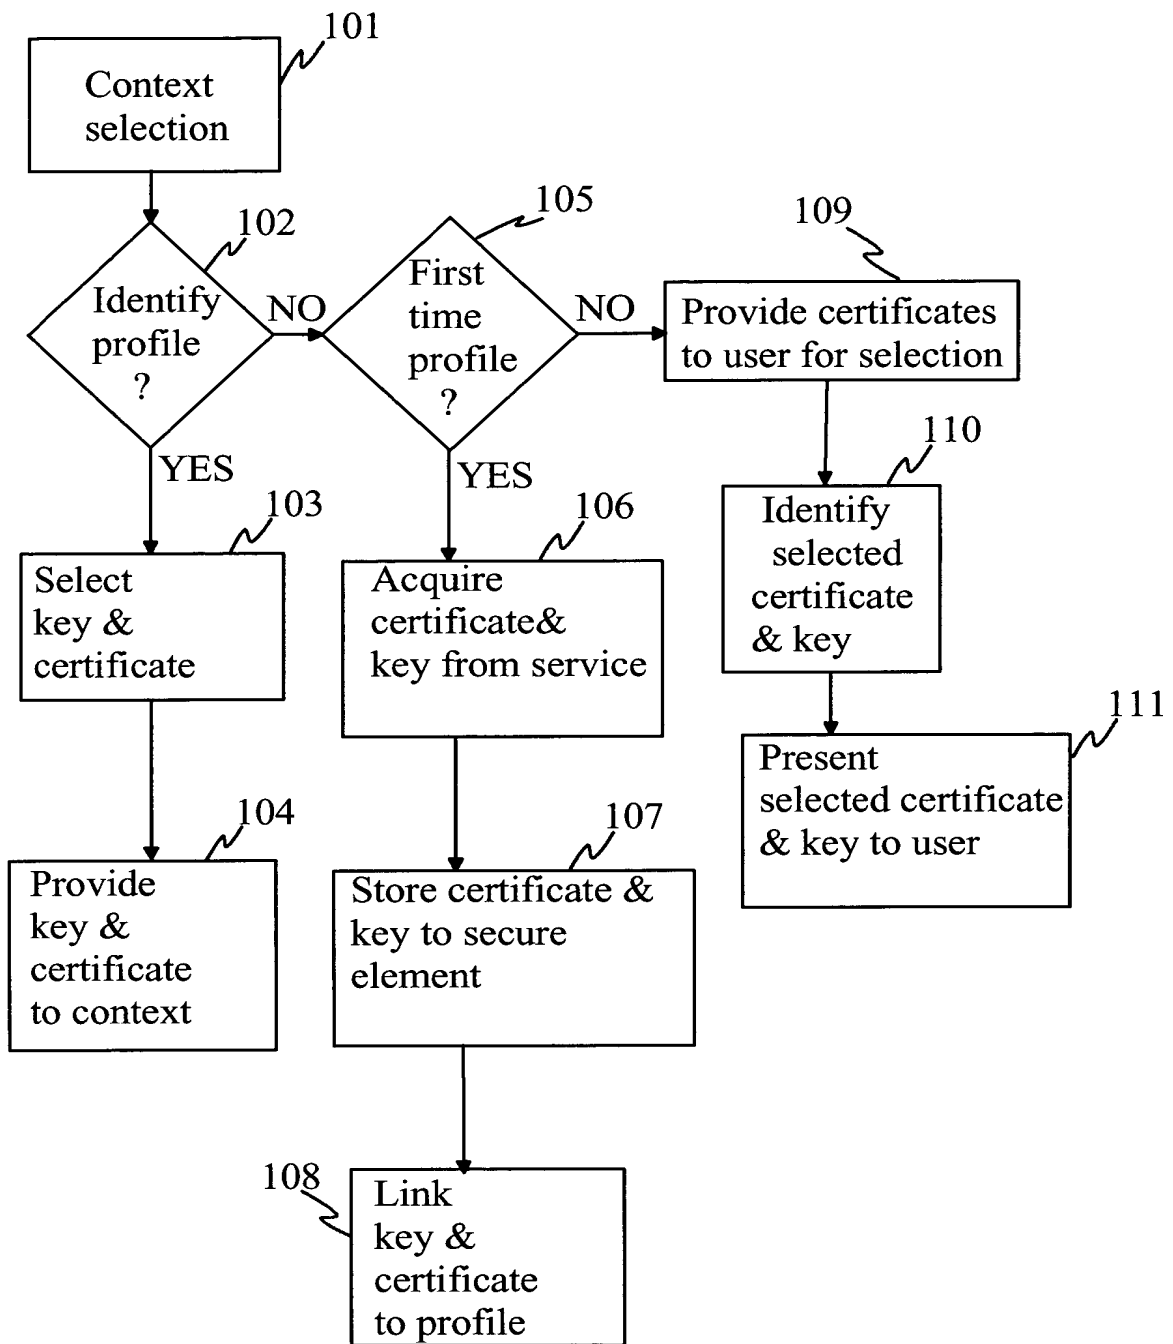 101
Context
selection
102
Identify
profile
?
NO
YES
105
First
time
profile
?
NO
YES
109
Provide certificates
to user for selection
110
Identify
selected
certificate
& key
111
Present
selected certificate
& key to user
103
Select
key &
certificate
104
Provide
key &
certificate
to context
106
Acquire
certificate&
key from service
107
Store certificate &
key to secure
element
108
Link
key &
certificate
to profile